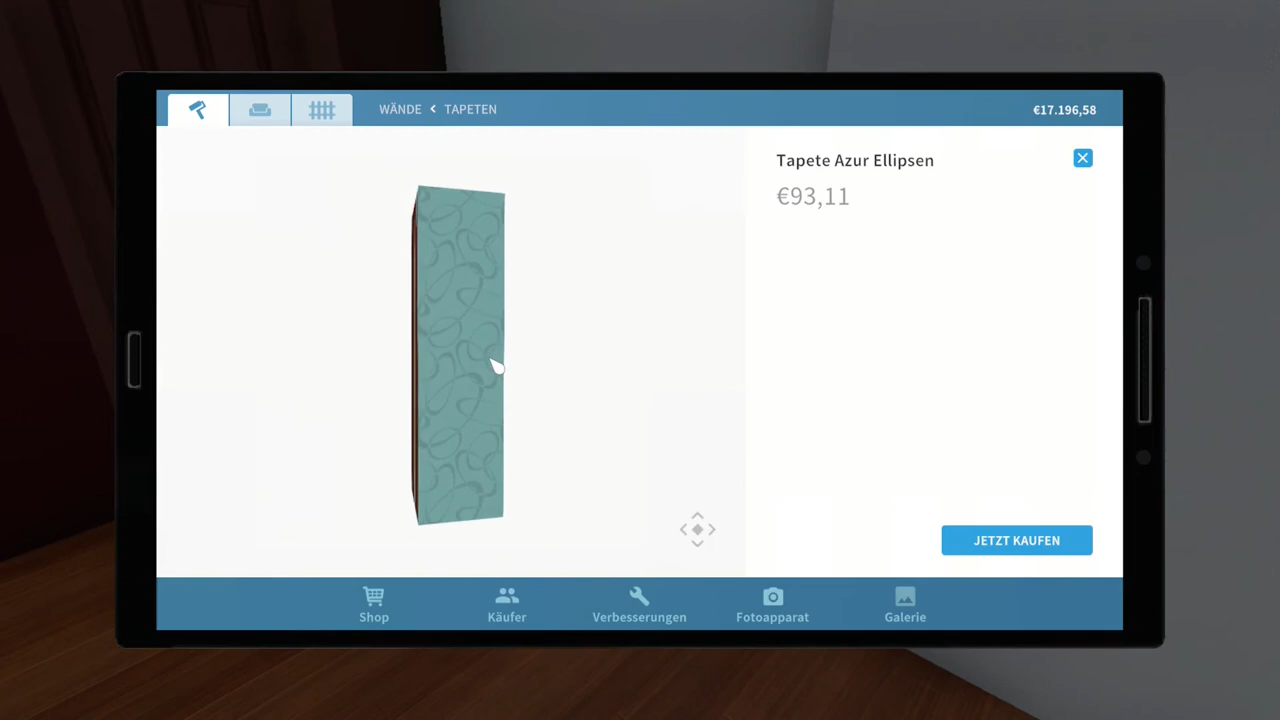 WÄNDE < TAPETEN
€17.196,58
Tapete Azur Ellipsen
€93,11
JETZT KAUFEN
Shop
Käufer
Verbesserungen
Fotoapparat
Galerie